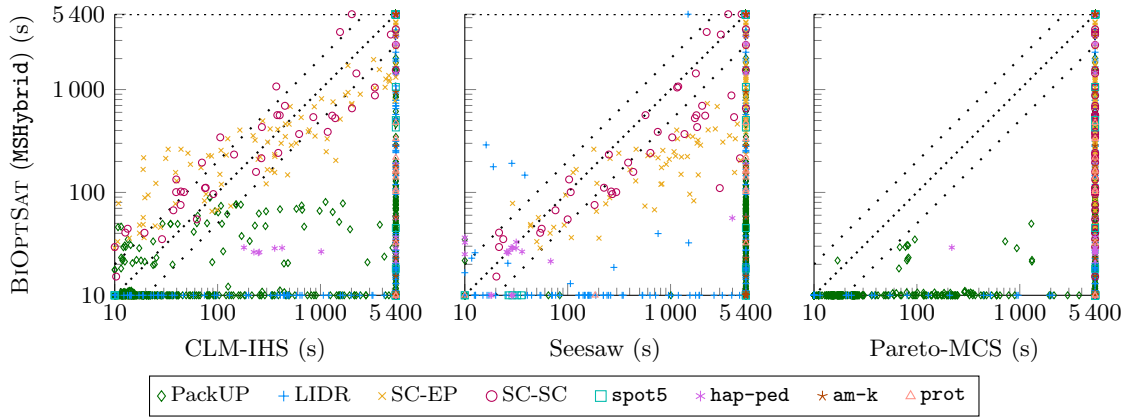 BIOPTSAT (MSHybrid) (s)
5 400
1 000
100
10
10 100 1 000 5 400
10 100 1 000 5 400
10 100 1 000 5 400
CLM-IHS (s) Seesaw (s) Pareto-MCS (s)
PackUP LIDR SC-EP SC-SC spot5 hap-ped am-k prot